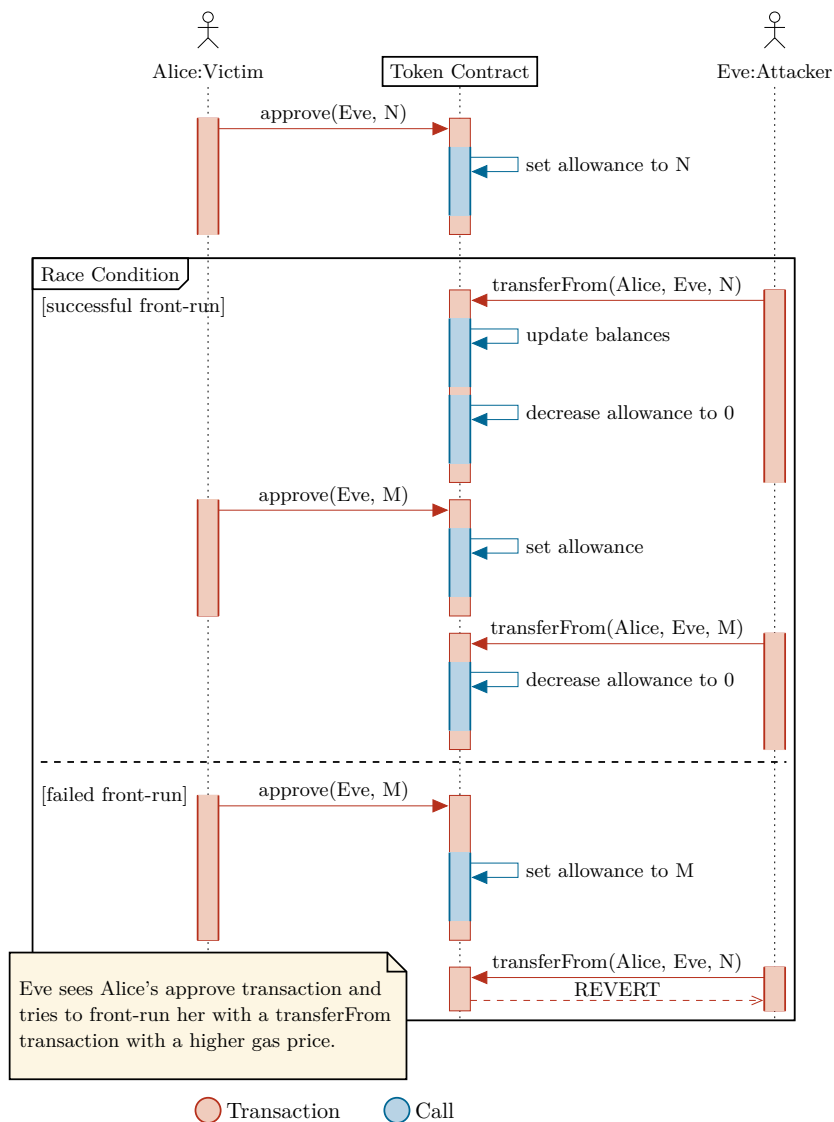 Alice:Victim
Token Contract
Eve:Attacker
approve(Eve, N)
set allowance to N
Race Condition
[successful front-run]
transferFrom(Alice, Eve, N)
update balances
decrease allowance to 0
approve(Eve, M)
set allowance
transferFrom(Alice, Eve, M)
decrease allowance to 0
[failed front-run]
approve(Eve, M)
set allowance to M
transferFrom(Alice, Eve, N)
REVERT
Eve sees Alice's approve transaction and
tries to front-run her with a transferFrom
transaction with a higher gas price.
Transaction
Call